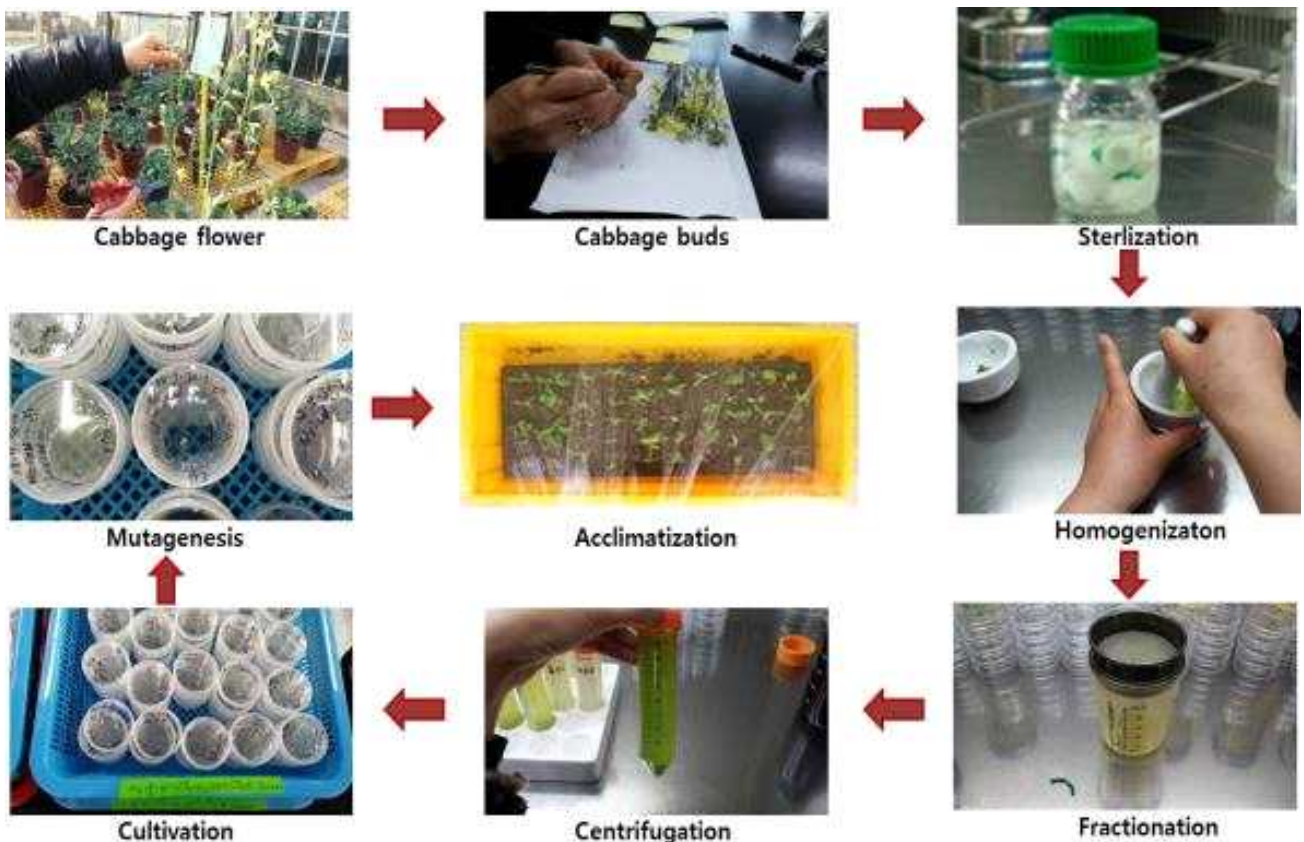 Cabbage flower
Cabbage buds
Sterlization
Homogenizaton
Fractionation
Centrifugation
Cultivation
Mutagenesis
Acclimatization